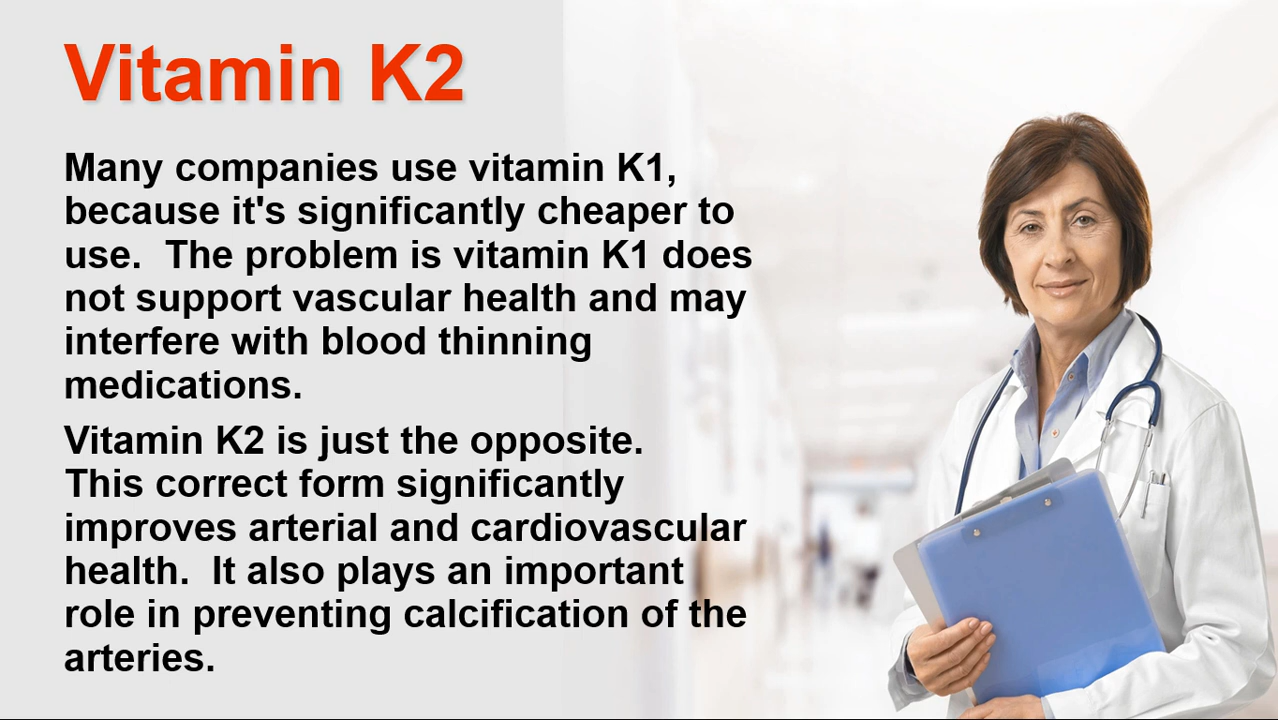 Vitamin K2
Many companies use vitamin K1,
because it's significantly cheaper to
use.  The problem is vitamin K1 does
not support vascular health and may
interfere with blood thinning
medications.
Vitamin K2 is just the opposite.
This correct form significantly
improves arterial and cardiovascular
health.  It also plays an important
role in preventing calcification of the
arteries.